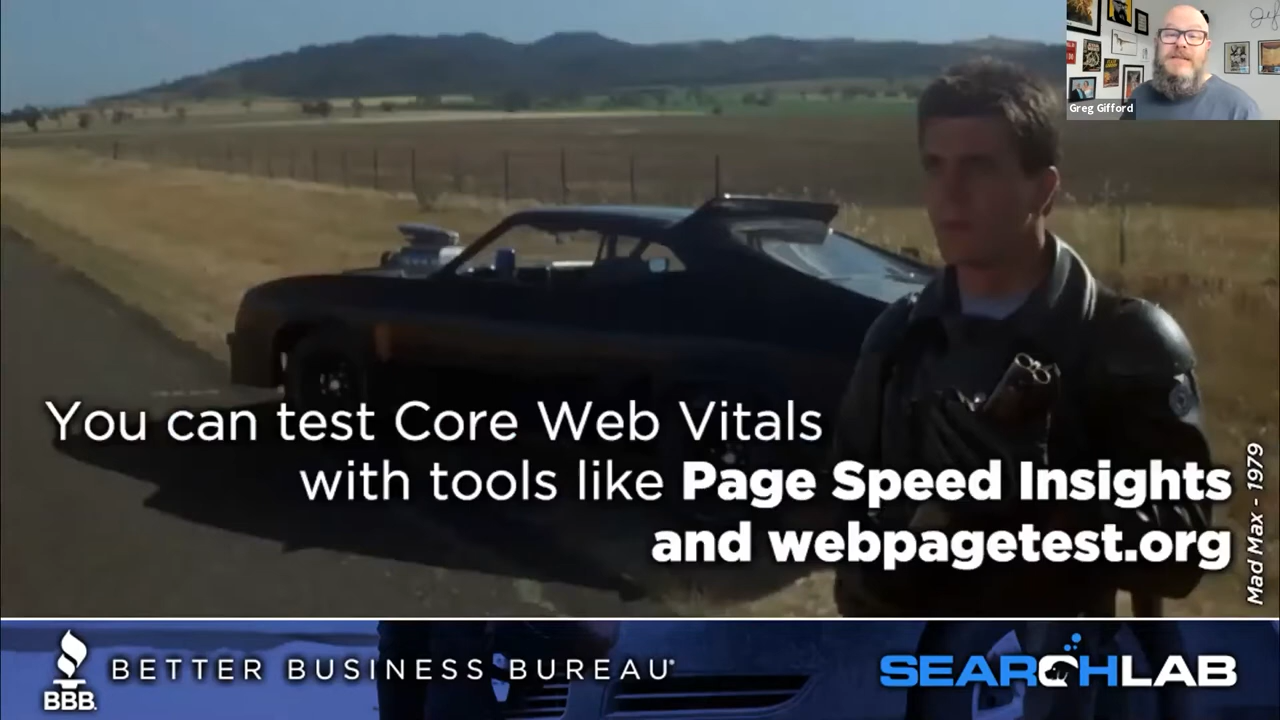 Greg Gifford
You can test Core Web Vitals
with tools like Page Speed Insights
and webpagetest.org
Mad Max - 1979
BBB.
BETTER BUSINESS BUREAU®
SEARCHLAB